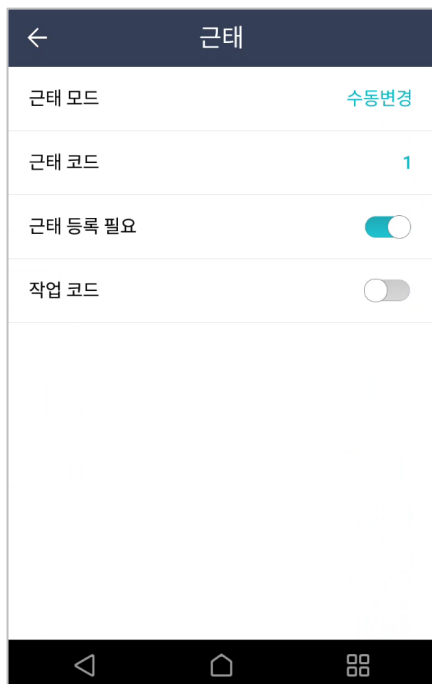 근태
근태 모드
수동변경
근태 코드
1
근태 등록 필요
작업 코드